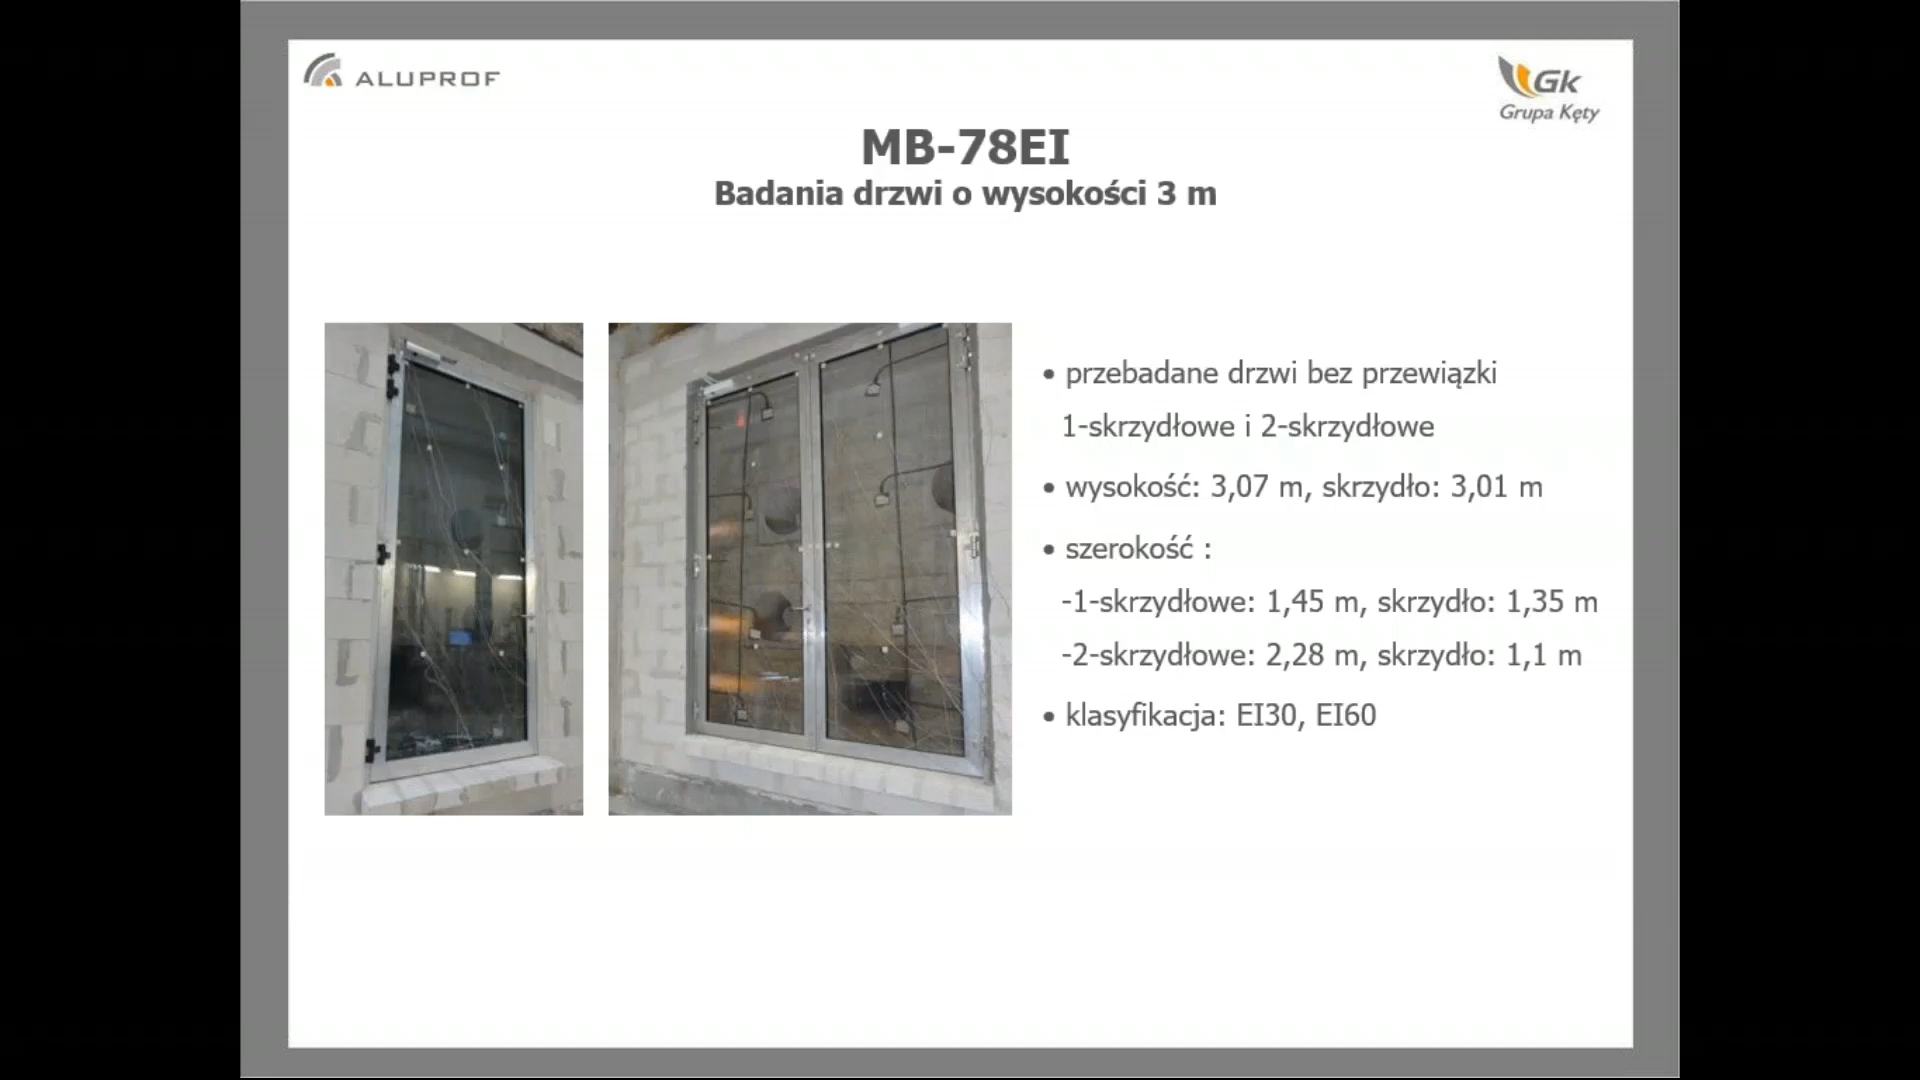 ALUPROF
Gk
Grupa Kęty
MB-78EI
Badania drzwi o wysokości 3 m
• przebadane drzwi bez przewiązki
1-skrzydłowe i 2-skrzydłowe
• wysokość: 3,07 m, skrzydło: 3,01 m
• szerokość :
-1-skrzydłowe: 1,45 m, skrzydło: 1,35 m
-2-skrzydłowe: 2,28 m, skrzydło: 1,1 m
• klasyfikacja: EI30, EI60